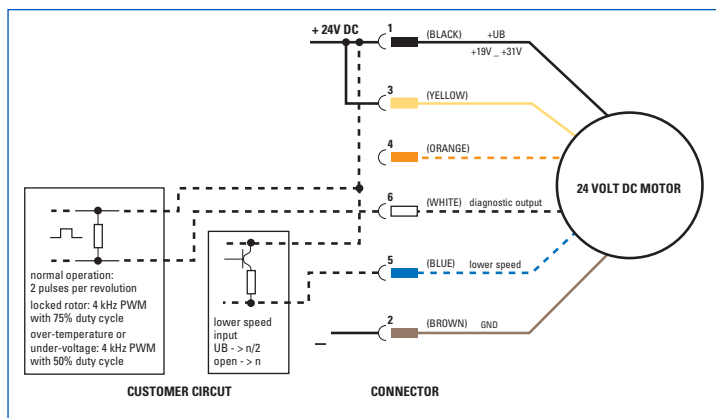 + 24V DC
1
(BLACK)
+UB
+19V _ +31V
3
(YELLOW)
4
(ORANGE)
24 VOLT DC MOTOR
6
(WHITE)
diagnostic output
normal operation:
2 pulses per revolution
locked rotor: 4 kHz PWM
with 75% duty cycle
over-temperature or
under-voltage: 4 kHz PWM
with 50% duty cycle
5
(BLUE)
lower speed
lower speed
input
UB - > n/2
open - > n
2
(BROWN)
GND
CUSTOMER CIRCUT
CONNECTOR